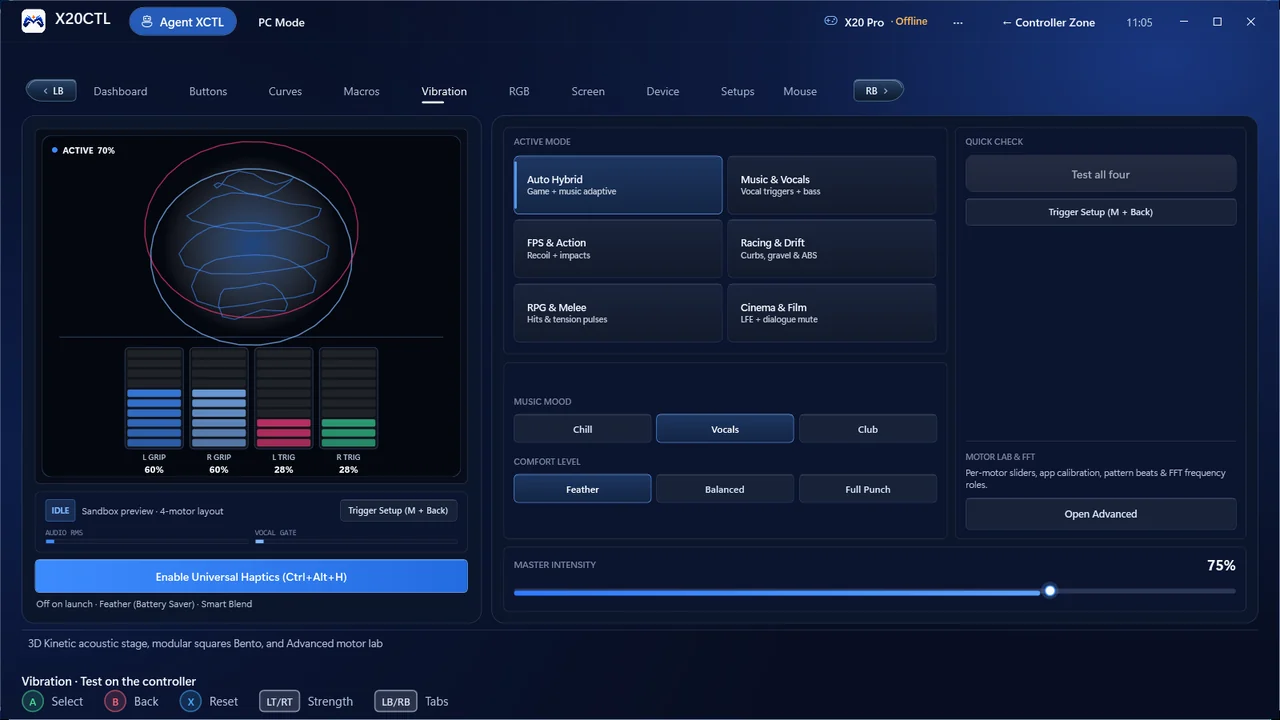 X20CTL
Agent XCTL
PC Mode
X20 Pro · Offline
...
← Controller Zone
11:05
‹ LB
Dashboard
Buttons
Curves
Macros
Vibration
RGB
Screen
Device
Setups
Mouse
RB ›
ACTIVE 70%
L GRIP
R GRIP
L TRIG
R TRIG
60%
60%
28%
28%
IDLE
Sandbox preview · 4-motor layout
Trigger Setup (M + Back)
AUDIO RMS
VOCAL GATE
Enable Universal Haptics (Ctrl+Alt+H)
Off on launch · Feather (Battery Saver) · Smart Blend
ACTIVE MODE
Auto Hybrid
Game + music adaptive
Music & Vocals
Vocal triggers + bass
FPS & Action
Recoil + impacts
Racing & Drift
Curbs, gravel & ABS
RPG & Melee
Hits & tension pulses
Cinema & Film
LFE + dialogue mute
MUSIC MOOD
Chill
Vocals
Club
COMFORT LEVEL
Feather
Balanced
Full Punch
QUICK CHECK
Test all four
Trigger Setup (M + Back)
MOTOR LAB & FFT
Per-motor sliders, app calibration, pattern beats & FFT frequency
roles.
Open Advanced
MASTER INTENSITY
75%
3D Kinetic acoustic stage, modular squares Bento, and Advanced motor lab
Vibration · Test on the controller
A Select
B Back
X Reset
LT/RT Strength
LB/RB Tabs